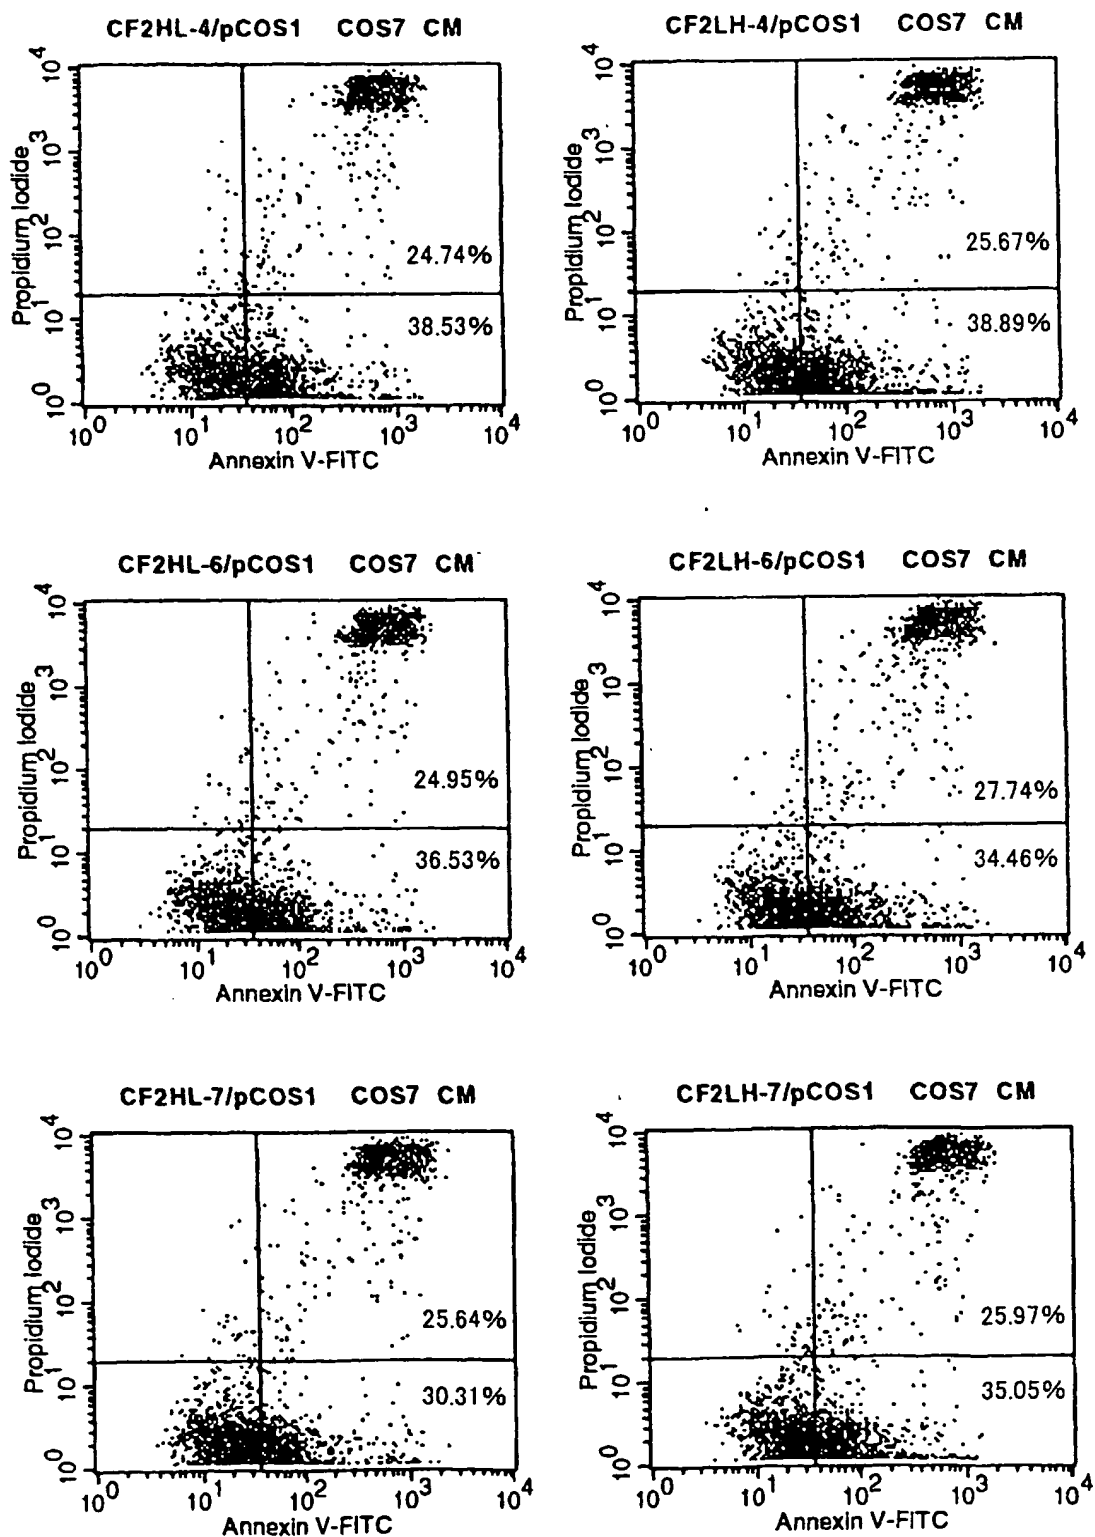 CF2HL-4/pCOS1 COS7 CM
CF2LH-4/pCOS1 COS7 CM
10^4
10^3
10^2
10^1
10^0
Propidium Iodide
24.74%
38.53%
10^0 10^1 10^2 10^3 10^4
Annexin V-FITC
10^4
10^3
10^2
10^1
10^0
Propidium Iodide
25.67%
38.89%
10^0 10^1 10^2 10^3 10^4
Annexin V-FITC
CF2HL-6/pCOS1 COS7 CM
CF2LH-6/pCOS1 COS7 CM
10^4
10^3
10^2
10^1
10^0
Propidium Iodide
24.95%
36.53%
10^0 10^1 10^2 10^3 10^4
Annexin V-FITC
10^4
10^3
10^2
10^1
10^0
Propidium Iodide
27.74%
34.46%
10^0 10^1 10^2 10^3 10^4
Annexin V-FITC
CF2HL-7/pCOS1 COS7 CM
CF2LH-7/pCOS1 COS7 CM
10^4
10^3
10^2
10^1
10^0
Propidium Iodide
25.64%
30.31%
10^0 10^1 10^2 10^3 10^4
Annexin V-FITC
10^4
10^3
10^2
10^1
10^0
Propidium Iodide
25.97%
35.05%
10^0 10^1 10^2 10^3 10^4
Annexin V-FITC